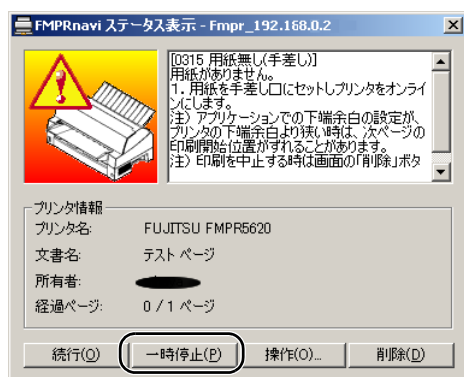 FMPRnavi ステータス表示 - Fmpr_192.168.0.2
[0315 用紙無し(手差し)]
用紙がありません。
1. 用紙を手差し口にセットしプリンタをオンライ
ンにします。
注) アプリケーションでの下端余白の設定が、
プリンタの下端余白より狭い時は、次ページの
印刷開始位置がずれることがあります。
注) 印刷を中止する時は画面の「削除」ボタ
プリンタ情報
プリンタ名: FUJITSU FMPR5620
文書名: テスト ページ
所有者:
経過ページ: 0 / 1 ページ
続行(O) 一時停止(P) 操作(O)... 削除(D)